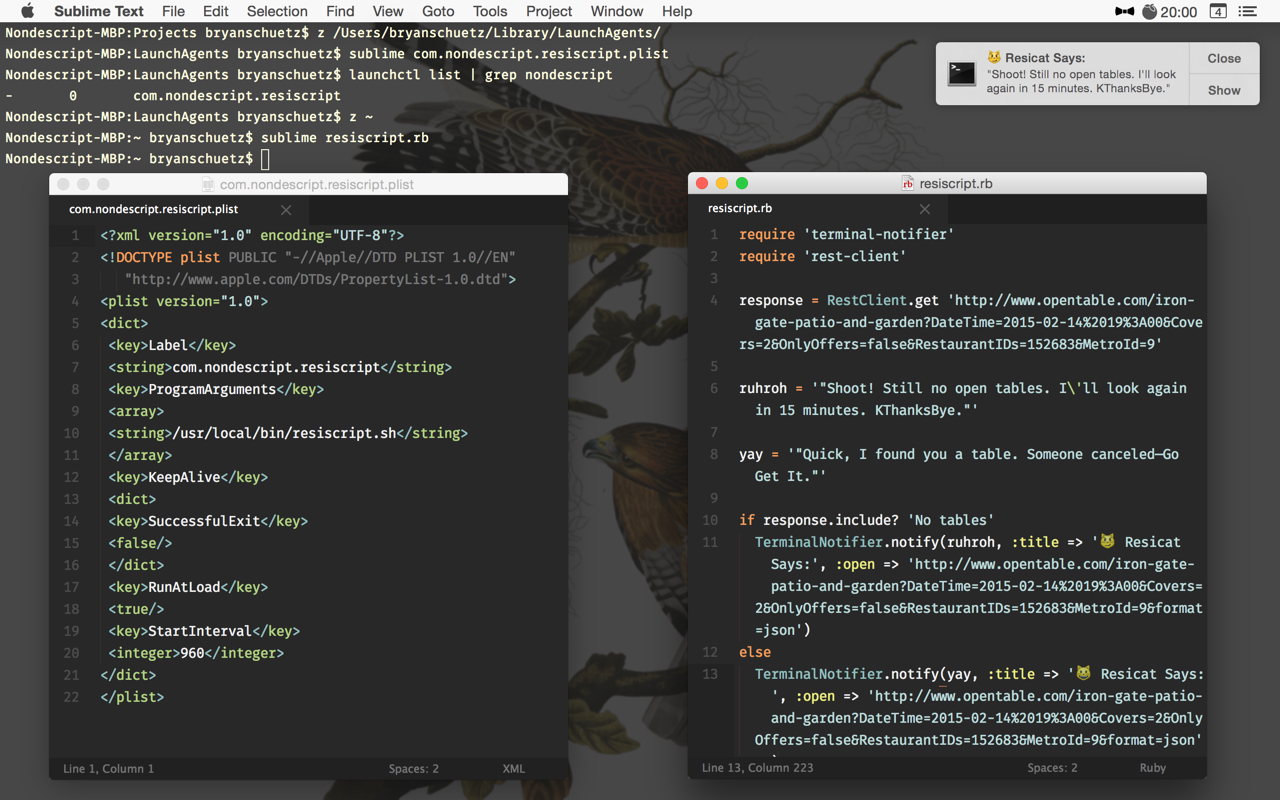 Sublime Text File Edit Selection Find View Goto Tools Project Window Help 20:00 4
Nondescript-MBP:Projects bryanschuetz$ z /Users/bryanschuetz/Library/LaunchAgents/
Nondescript-MBP:LaunchAgents bryanschuetz$ sublime com.nondescript.resiscript.plist
Nondescript-MBP:LaunchAgents bryanschuetz$ launchctl list | grep nondescript
- 0 com.nondescript.resiscript
Nondescript-MBP:LaunchAgents bryanschuetz$ z ~
Nondescript-MBP:~ bryanschuetz$ sublime resiscript.rb
Nondescript-MBP:~ bryanschuetz$
😼 Resicat Says:
"Shoot! Still no open tables. I'll look
again in 15 minutes. KThanksBye."
Close
Show
com.nondescript.resiscript.plist
com.nondescript.resiscript.plist
1 <?xml version="1.0" encoding="UTF-8"?>
2 <!DOCTYPE plist PUBLIC "-//Apple//DTD PLIST 1.0//EN"
3 "http://www.apple.com/DTDs/PropertyList-1.0.dtd">
4 <plist version="1.0">
5 <dict>
6 <key>Label</key>
7 <string>com.nondescript.resiscript</string>
8 <key>ProgramArguments</key>
9 <array>
10 <string>/usr/local/bin/resiscript.sh</string>
11 </array>
12 <key>KeepAlive</key>
13 <dict>
14 <key>SuccessfulExit</key>
15 <false/>
16 </dict>
17 <key>RunAtLoad</key>
18 <true/>
19 <key>StartInterval</key>
20 <integer>960</integer>
21 </dict>
22 </plist>
Line 1, Column 1 Spaces: 2 XML
resiscript.rb
resiscript.rb
1 require 'terminal-notifier'
2 require 'rest-client'
3
4 response = RestClient.get 'http://www.opentable.com/iron-
gate-patio-and-garden?DateTime=2015-02-14%2019%3A00&Cove
rs=2&OnlyOffers=false&RestaurantIDs=152683&MetroId=9'
5
6 ruhroh = '"Shoot! Still no open tables. I\'ll look again
in 15 minutes. KThanksBye."'
7
8 yay = '"Quick, I found you a table. Someone canceled—Go
Get It."'
9
10 if response.include? 'No tables'
11 TerminalNotifier.notify(ruhroh, :title => '😼 Resicat
Says:', :open => 'http://www.opentable.com/iron-gate-
patio-and-garden?DateTime=2015-02-14%2019%3A00&Covers=
2&OnlyOffers=false&RestaurantIDs=152683&MetroId=9&format
=json')
12 else
13 TerminalNotifier.notify(yay, :title => '😼 Resicat Says:
', :open => 'http://www.opentable.com/iron-gate-patio-
and-garden?DateTime=2015-02-14%2019%3A00&Covers=2&Only
Offers=false&RestaurantIDs=152683&MetroId=9&format=json'
)
Line 13, Column 223 Spaces: 2 Ruby